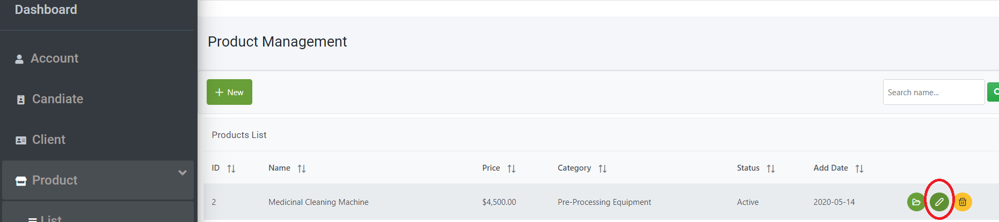 Dashboard
Account
Candiate
Client
Product
List
Product Management
New
Search name...
Products List
ID Name Price Category Status Add Date
2 Medicinal Cleaning Machine $4,500.00 Pre-Processing Equipment Active 2020-05-14